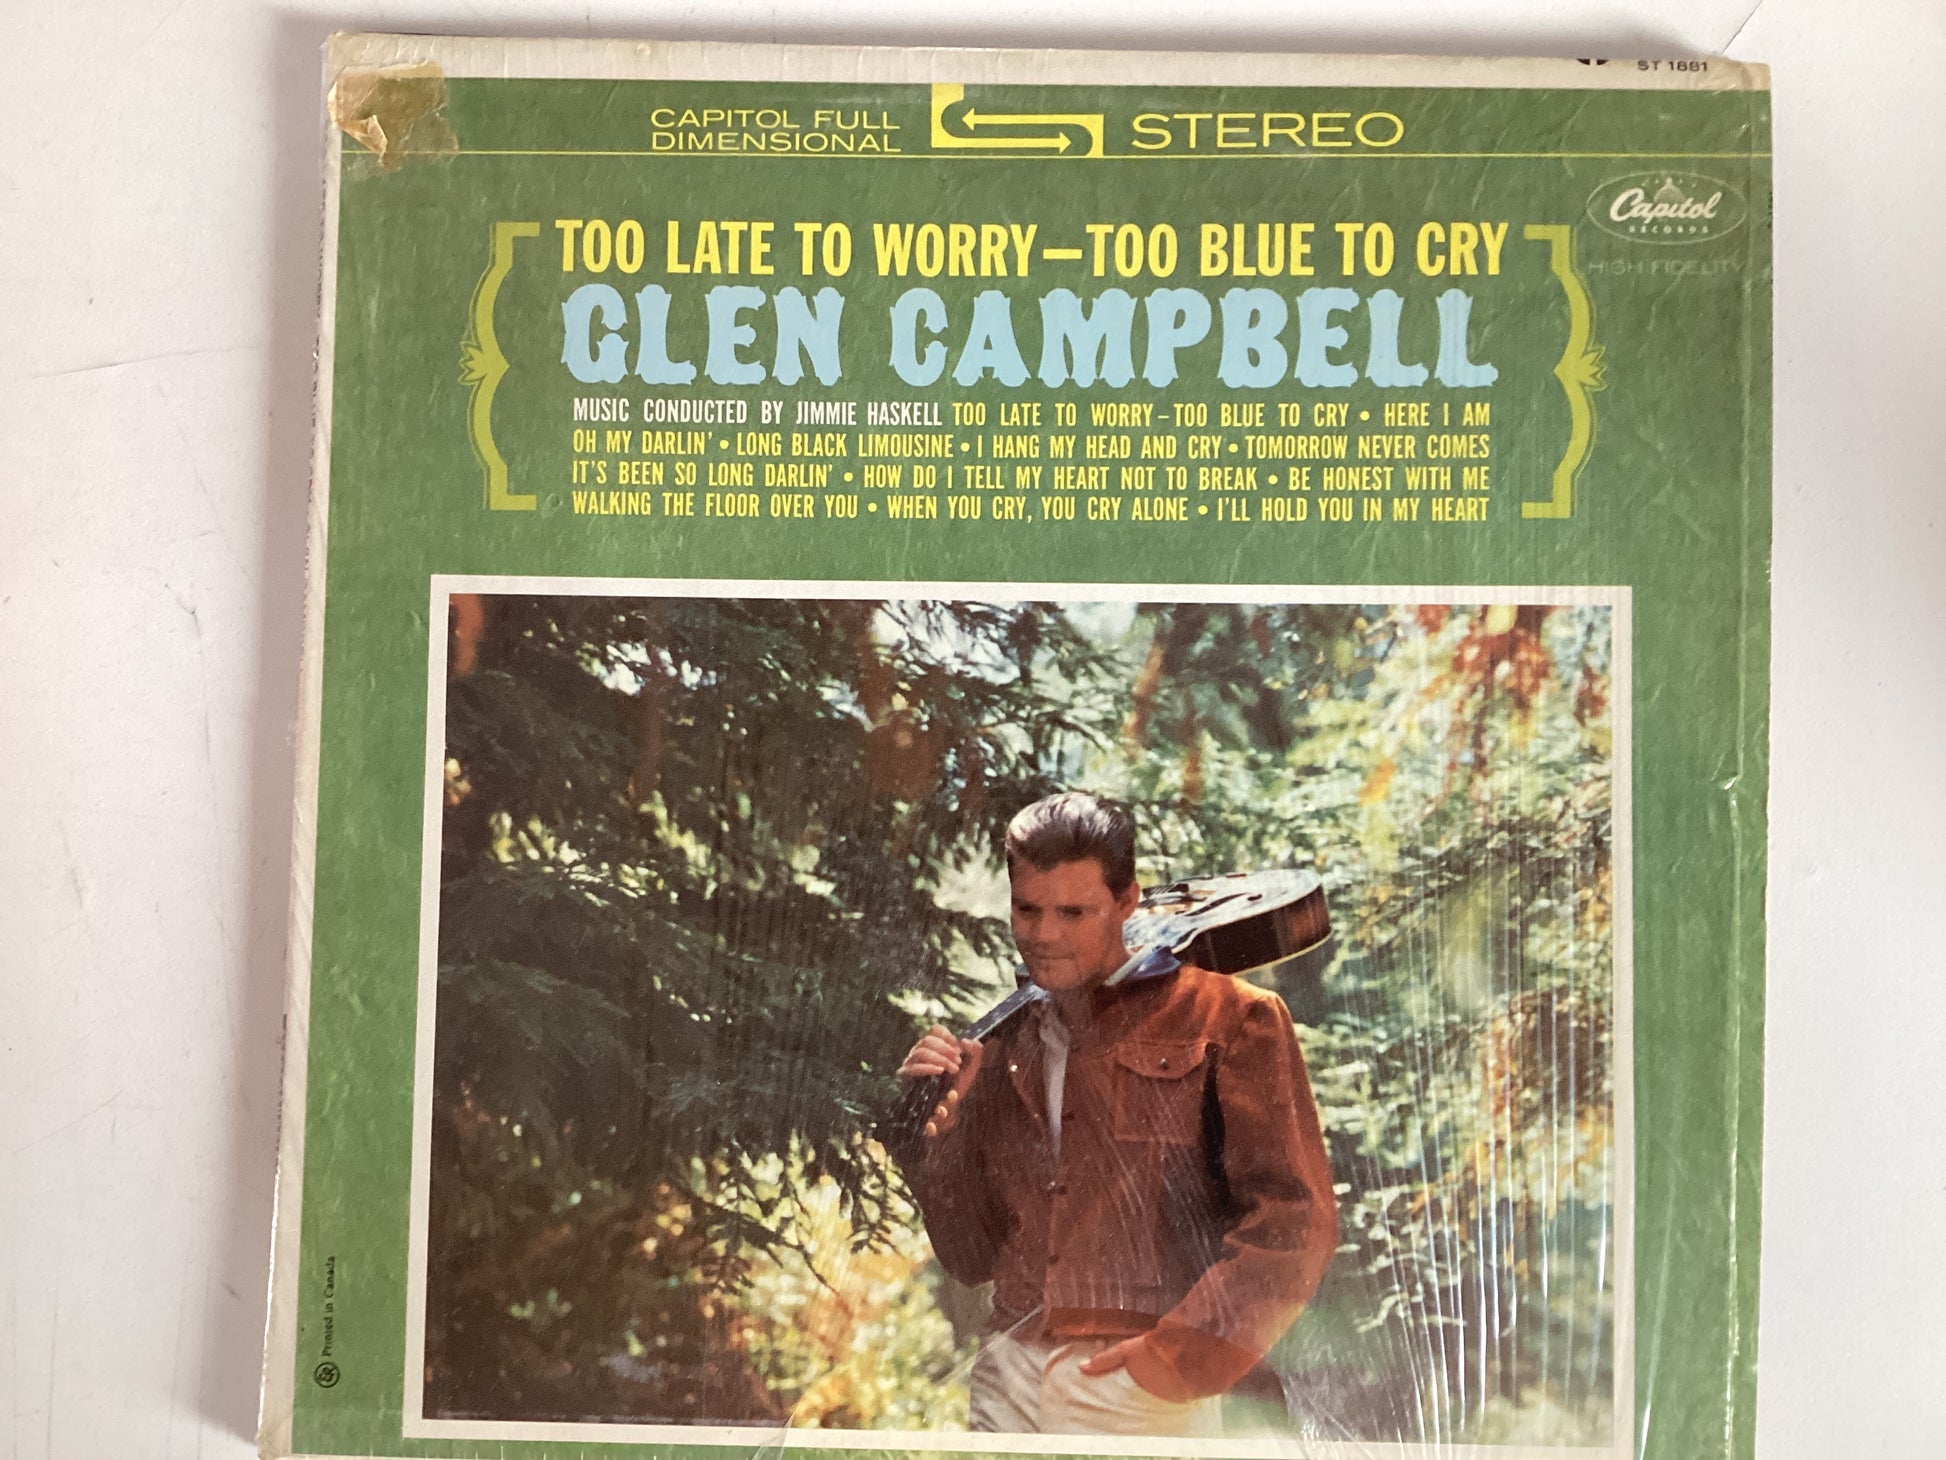 ST 1881
CAPITOL FULL
DIMENSIONAL
STEREO
Capitol
RECORDS
HIGH FIDELITY
TOO LATE TO WORRY–TOO BLUE TO CRY
GLEN CAMPBELL
MUSIC CONDUCTED BY JIMMIE HASKELL TOO LATE TO WORRY–TOO BLUE TO CRY • HERE I AM
OH MY DARLIN' • LONG BLACK LIMOUSINE • I HANG MY HEAD AND CRY • TOMORROW NEVER COMES
IT'S BEEN SO LONG DARLIN' • HOW DO I TELL MY HEART NOT TO BREAK • BE HONEST WITH ME
WALKING THE FLOOR OVER YOU • WHEN YOU CRY, YOU CRY ALONE • I'LL HOLD YOU IN MY HEART
Printed in Canada